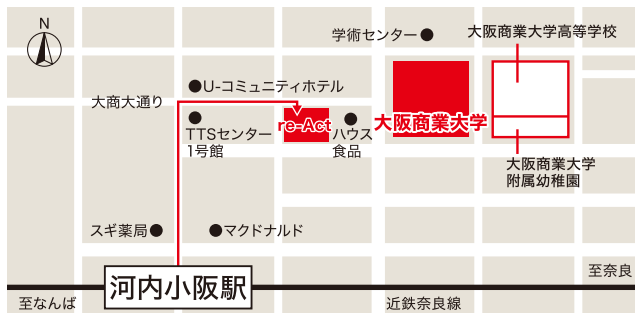 N
学術センター
大阪商業大学高等学校
U-コミュニティホテル
大商大通り
re-Act
大阪商業大学
TTSセンター
1号館
ハウス
食品
大阪商業大学
附属幼稚園
スギ薬局
マクドナルド
至奈良
河内小阪駅
至なんば
近鉄奈良線